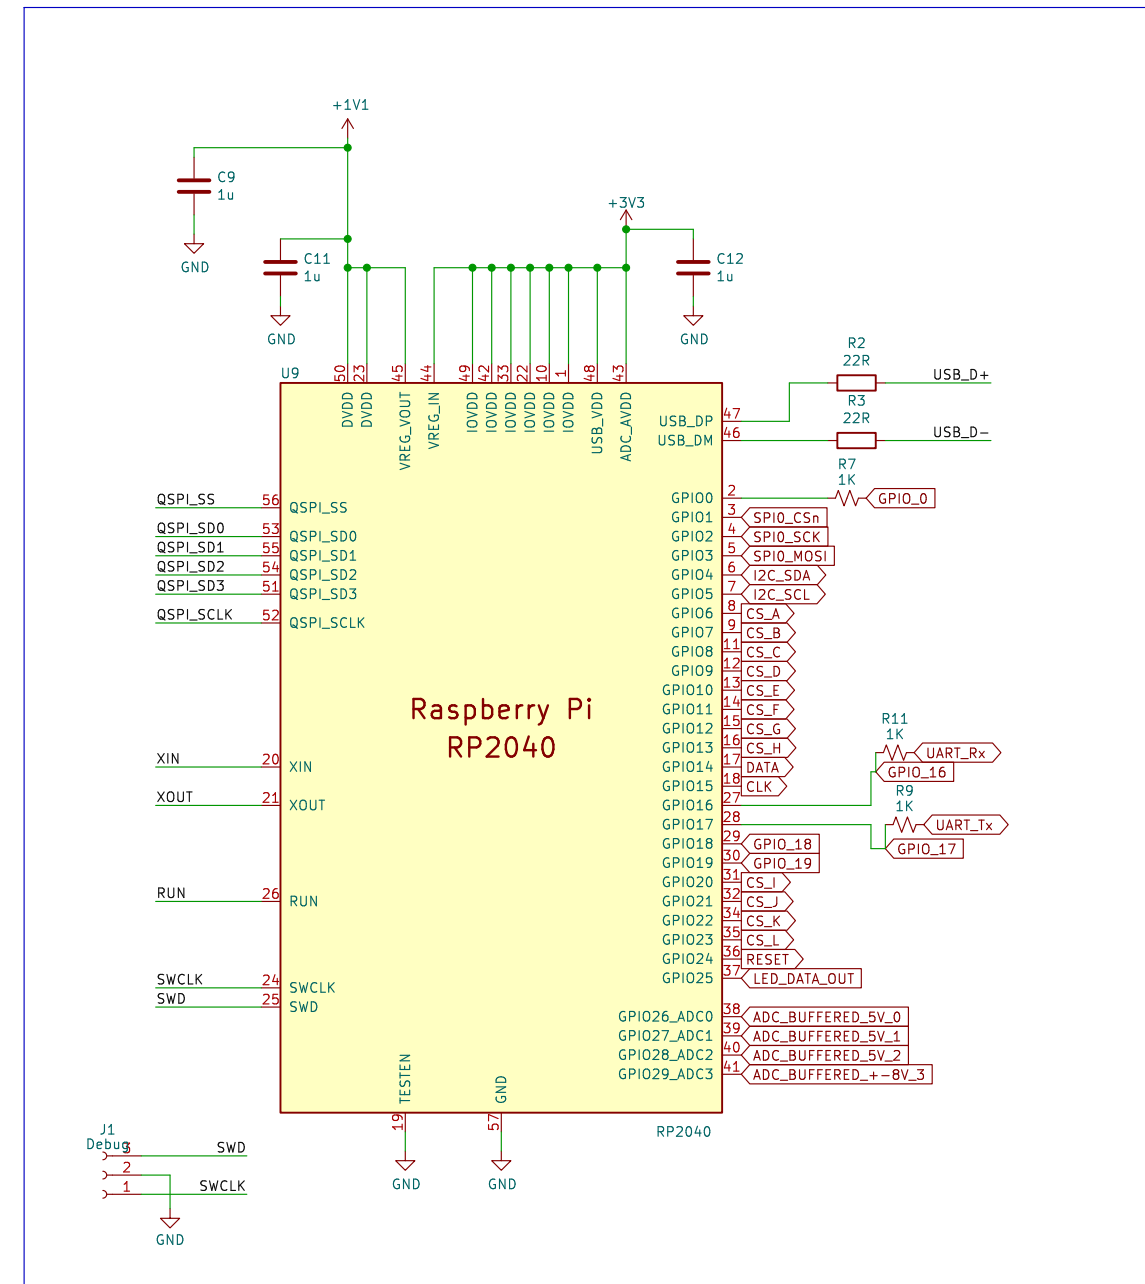 +1V1
C9
1u
GND
+3V3
C11
1u
GND
C12
1u
GND
U9
50
23
45
44
49
42
33
22
10
1
48
43
DVDD
DVDD
VREG_VOUT
VREG_IN
IOVDD
IOVDD
IOVDD
IOVDD
IOVDD
IOVDD
USB_VDD
ADC_AVDD
R2
22R
USB_D+
R3
22R
USB_D-
USB_DP 47
USB_DM 46
R7
1K
QSPI_SS 56 QSPI_SS
QSPI_SD0 53 QSPI_SD0
QSPI_SD1 55 QSPI_SD1
QSPI_SD2 54 QSPI_SD2
QSPI_SD3 51 QSPI_SD3
QSPI_SCLK 52 QSPI_SCLK
XIN 20 XIN
XOUT 21 XOUT
RUN 26 RUN
SWCLK 24 SWCLK
SWD 25 SWD
Raspberry Pi
RP2040
GPIO0 2 GPIO_0
GPIO1 3 SPI0_CSn
GPIO2 4 SPI0_SCK
GPIO3 5 SPI0_MOSI
GPIO4 6 I2C_SDA
GPIO5 7 I2C_SCL
GPIO6 8 CS_A
GPIO7 9 CS_B
GPIO8 11 CS_C
GPIO9 12 CS_D
GPIO10 13 CS_E
GPIO11 14 CS_F
GPIO12 15 CS_G
GPIO13 16 CS_H
GPIO14 17 DATA
GPIO15 18 CLK
GPIO16 27
GPIO17 28
R11
1K
UART_Rx
GPIO_16
R9
1K
UART_Tx
GPIO_17
GPIO18 29 GPIO_18
GPIO19 30 GPIO_19
GPIO20 31 CS_I
GPIO21 32 CS_J
GPIO22 34 CS_K
GPIO23 35 CS_L
GPIO24 36 RESET
GPIO25 37 LED_DATA_OUT
GPIO26_ADC0 38 ADC_BUFFERED_5V_0
GPIO27_ADC1 39 ADC_BUFFERED_5V_1
GPIO28_ADC2 40 ADC_BUFFERED_5V_2
GPIO29_ADC3 41 ADC_BUFFERED_+-8V_3
TESTEN
GND
19
57
RP2040
GND
GND
J1
Debug
3 SWD
2
1 SWCLK
GND